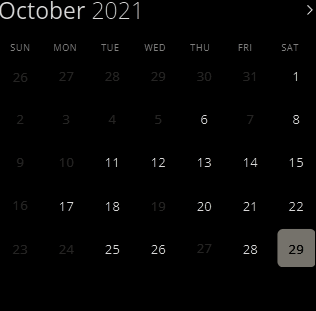 October 2021
SUN MON TUE WED THU FRI SAT
26 27 28 29 30 31 1
2 3 4 5 6 7 8
9 10 11 12 13 14 15
16 17 18 19 20 21 22
23 24 25 26 27 28 29